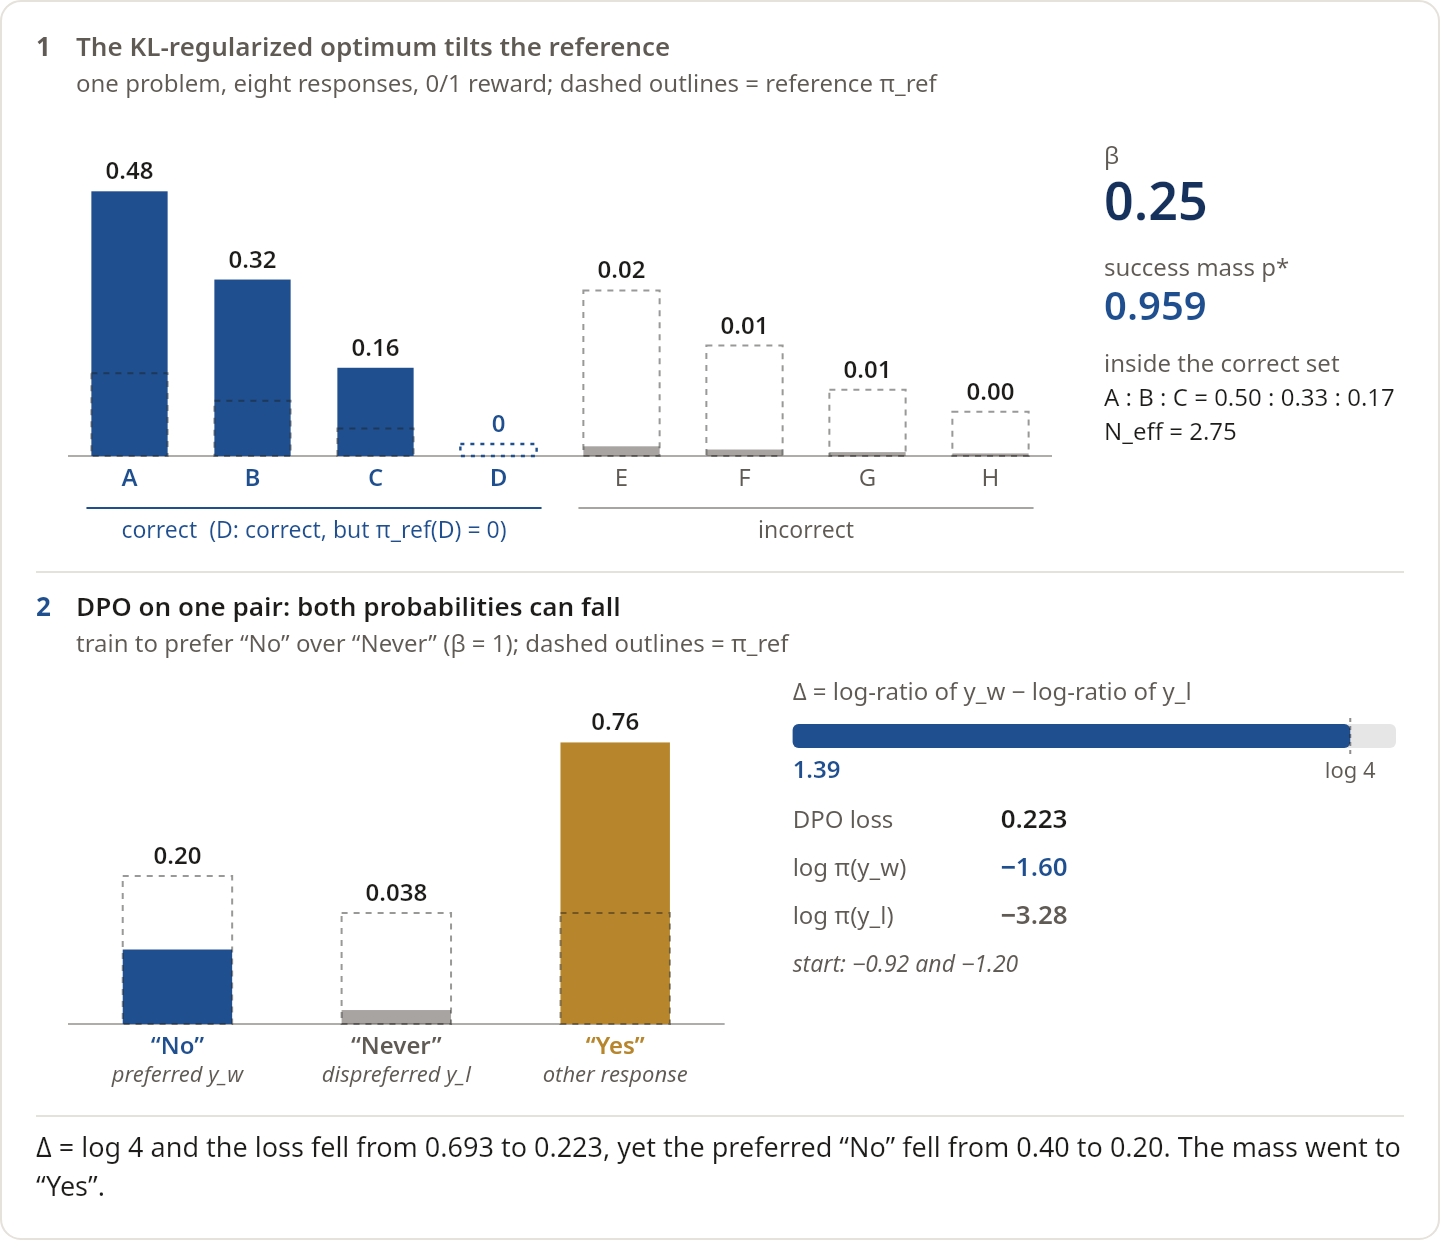 1 The KL-regularized optimum tilts the reference
one problem, eight responses, 0/1 reward; dashed outlines = reference π_ref
0.48
0.32
0.16
0
0.02
0.01
0.01
0.00
A
B
C
D
E
F
G
H
correct (D: correct, but π_ref(D) = 0)
incorrect
β
0.25
success mass p*
0.959
inside the correct set
A : B : C = 0.50 : 0.33 : 0.17
N_eff = 2.75
2 DPO on one pair: both probabilities can fall
train to prefer “No” over “Never” (β = 1); dashed outlines = π_ref
0.20
0.038
0.76
“No”
“Never”
“Yes”
preferred y_w
dispreferred y_l
other response
Δ = log-ratio of y_w − log-ratio of y_l
1.39
log 4
DPO loss 0.223
log π(y_w) −1.60
log π(y_l) −3.28
start: −0.92 and −1.20
Δ = log 4 and the loss fell from 0.693 to 0.223, yet the preferred “No” fell from 0.40 to 0.20. The mass went to
“Yes”.